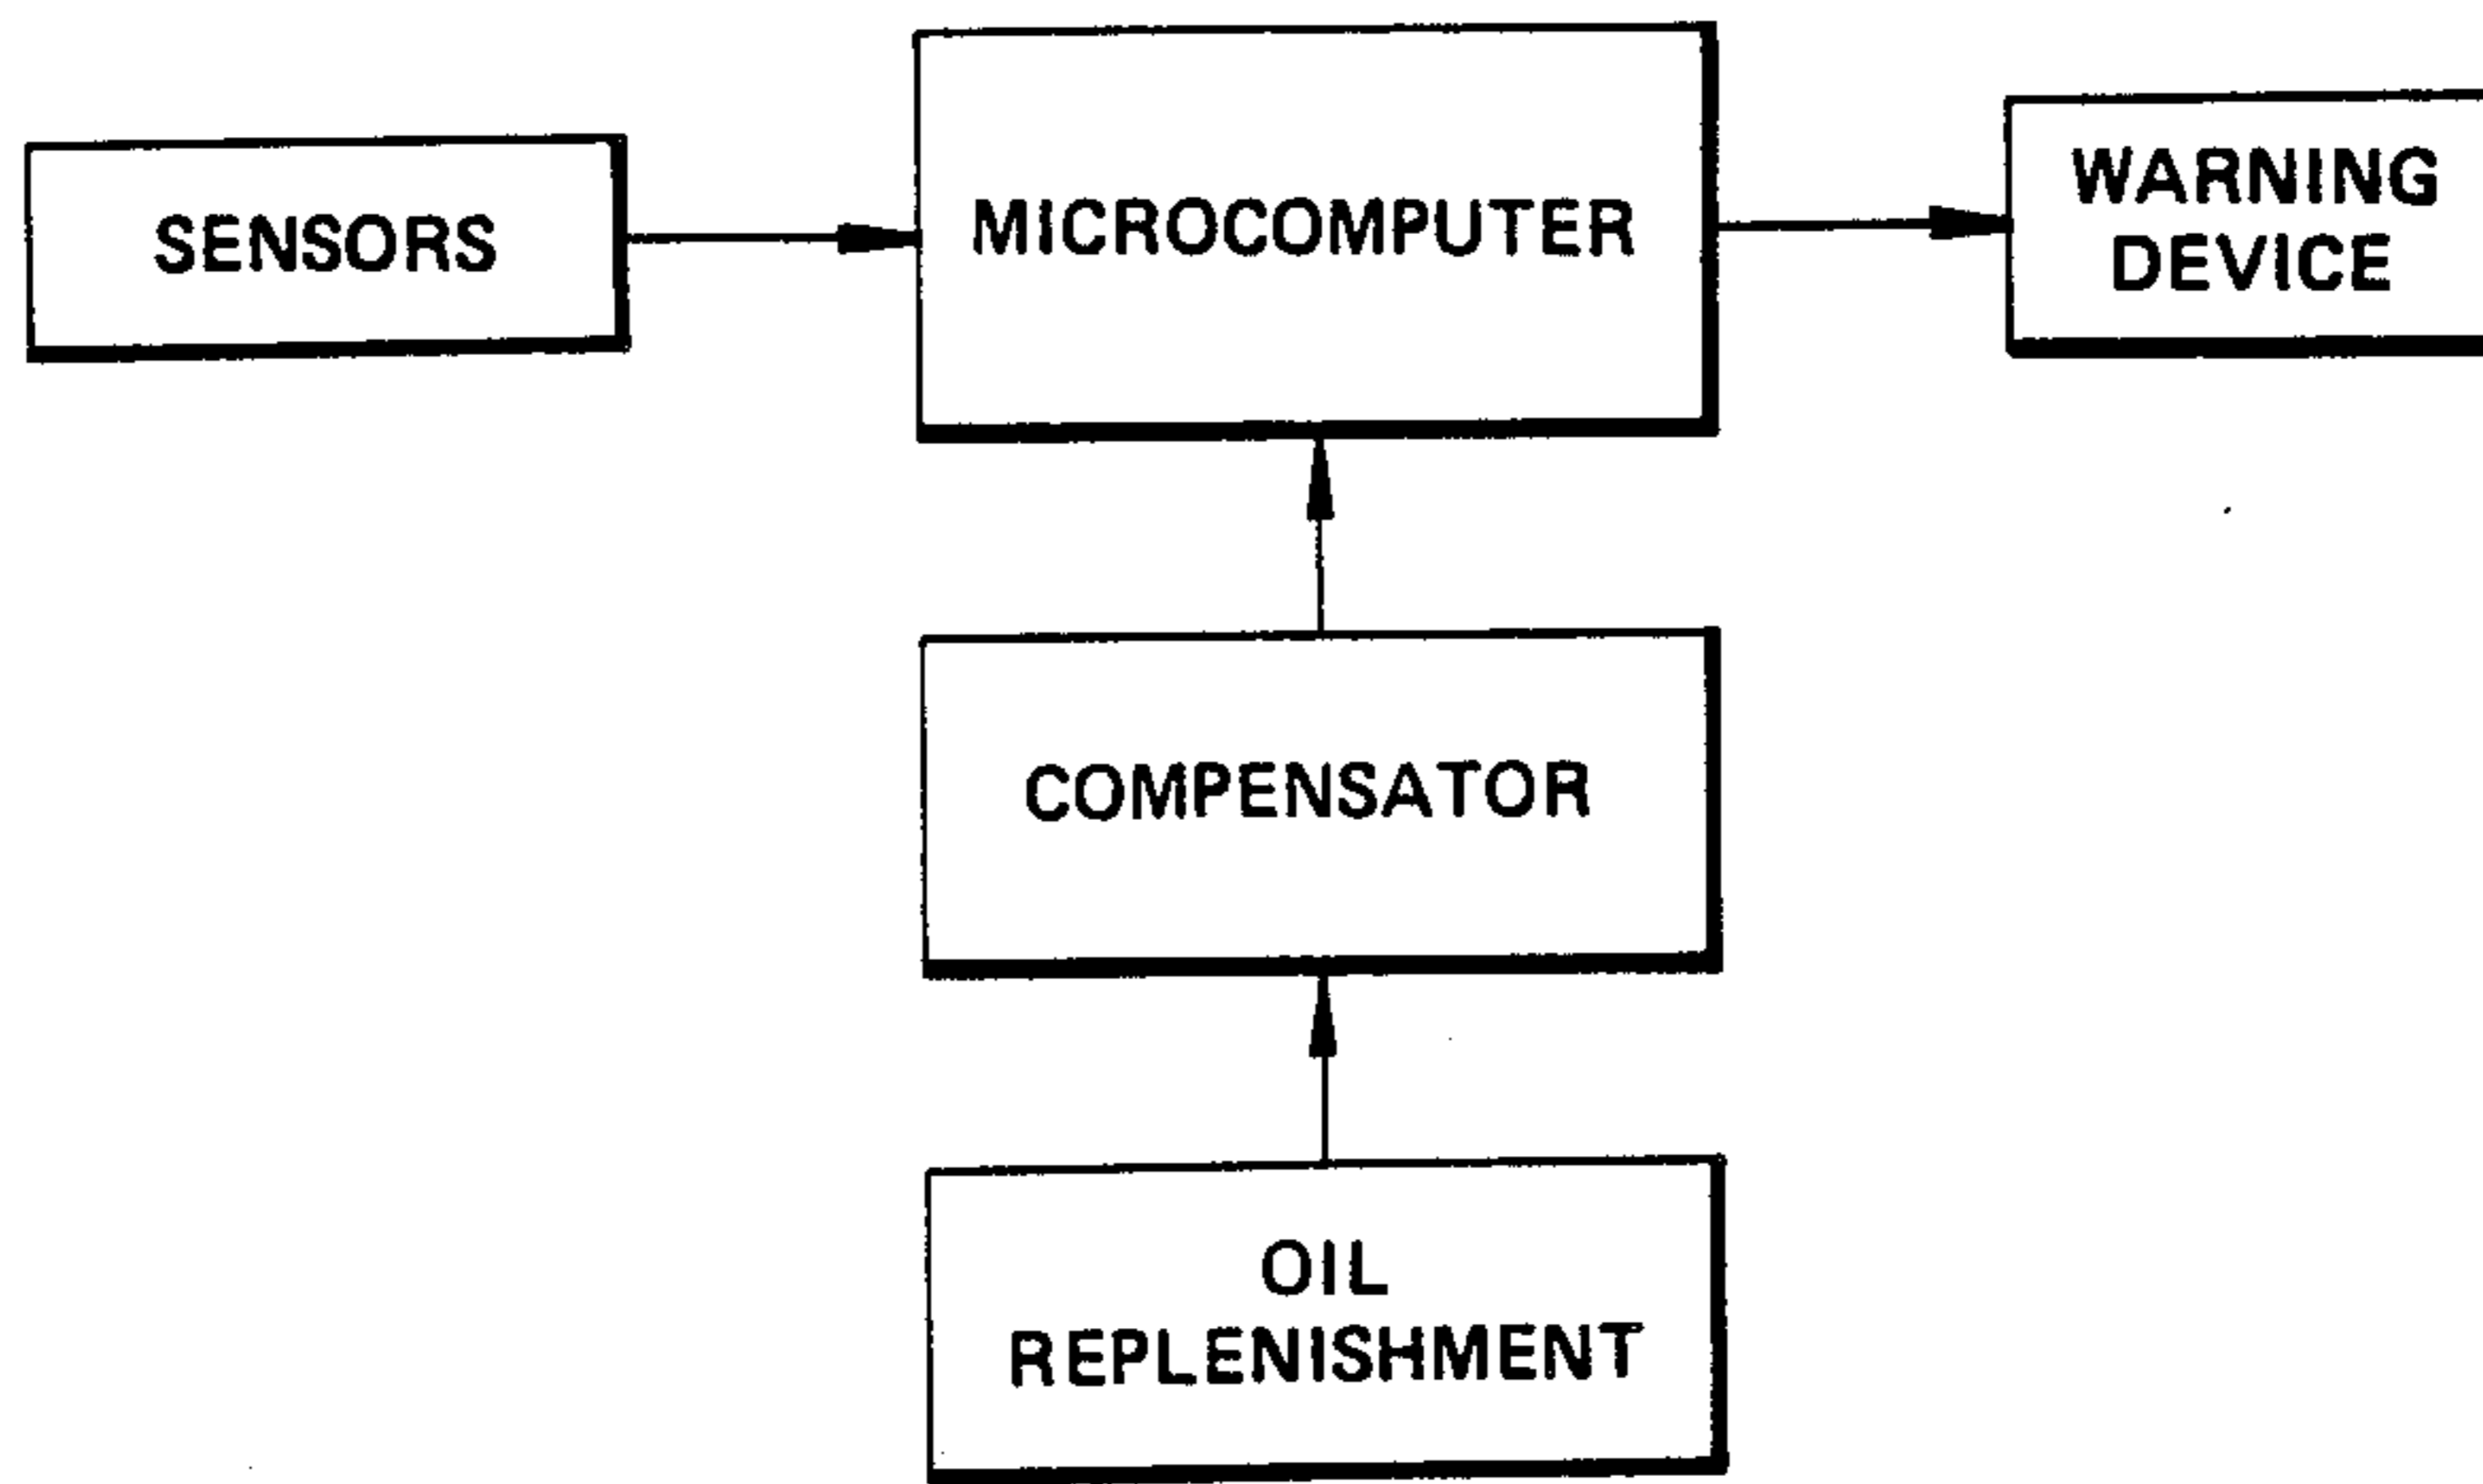 SENSORS
MICROCOMPUTER
WARNING
DEVICE
COMPENSATOR
OIL
REPLENISHMENT